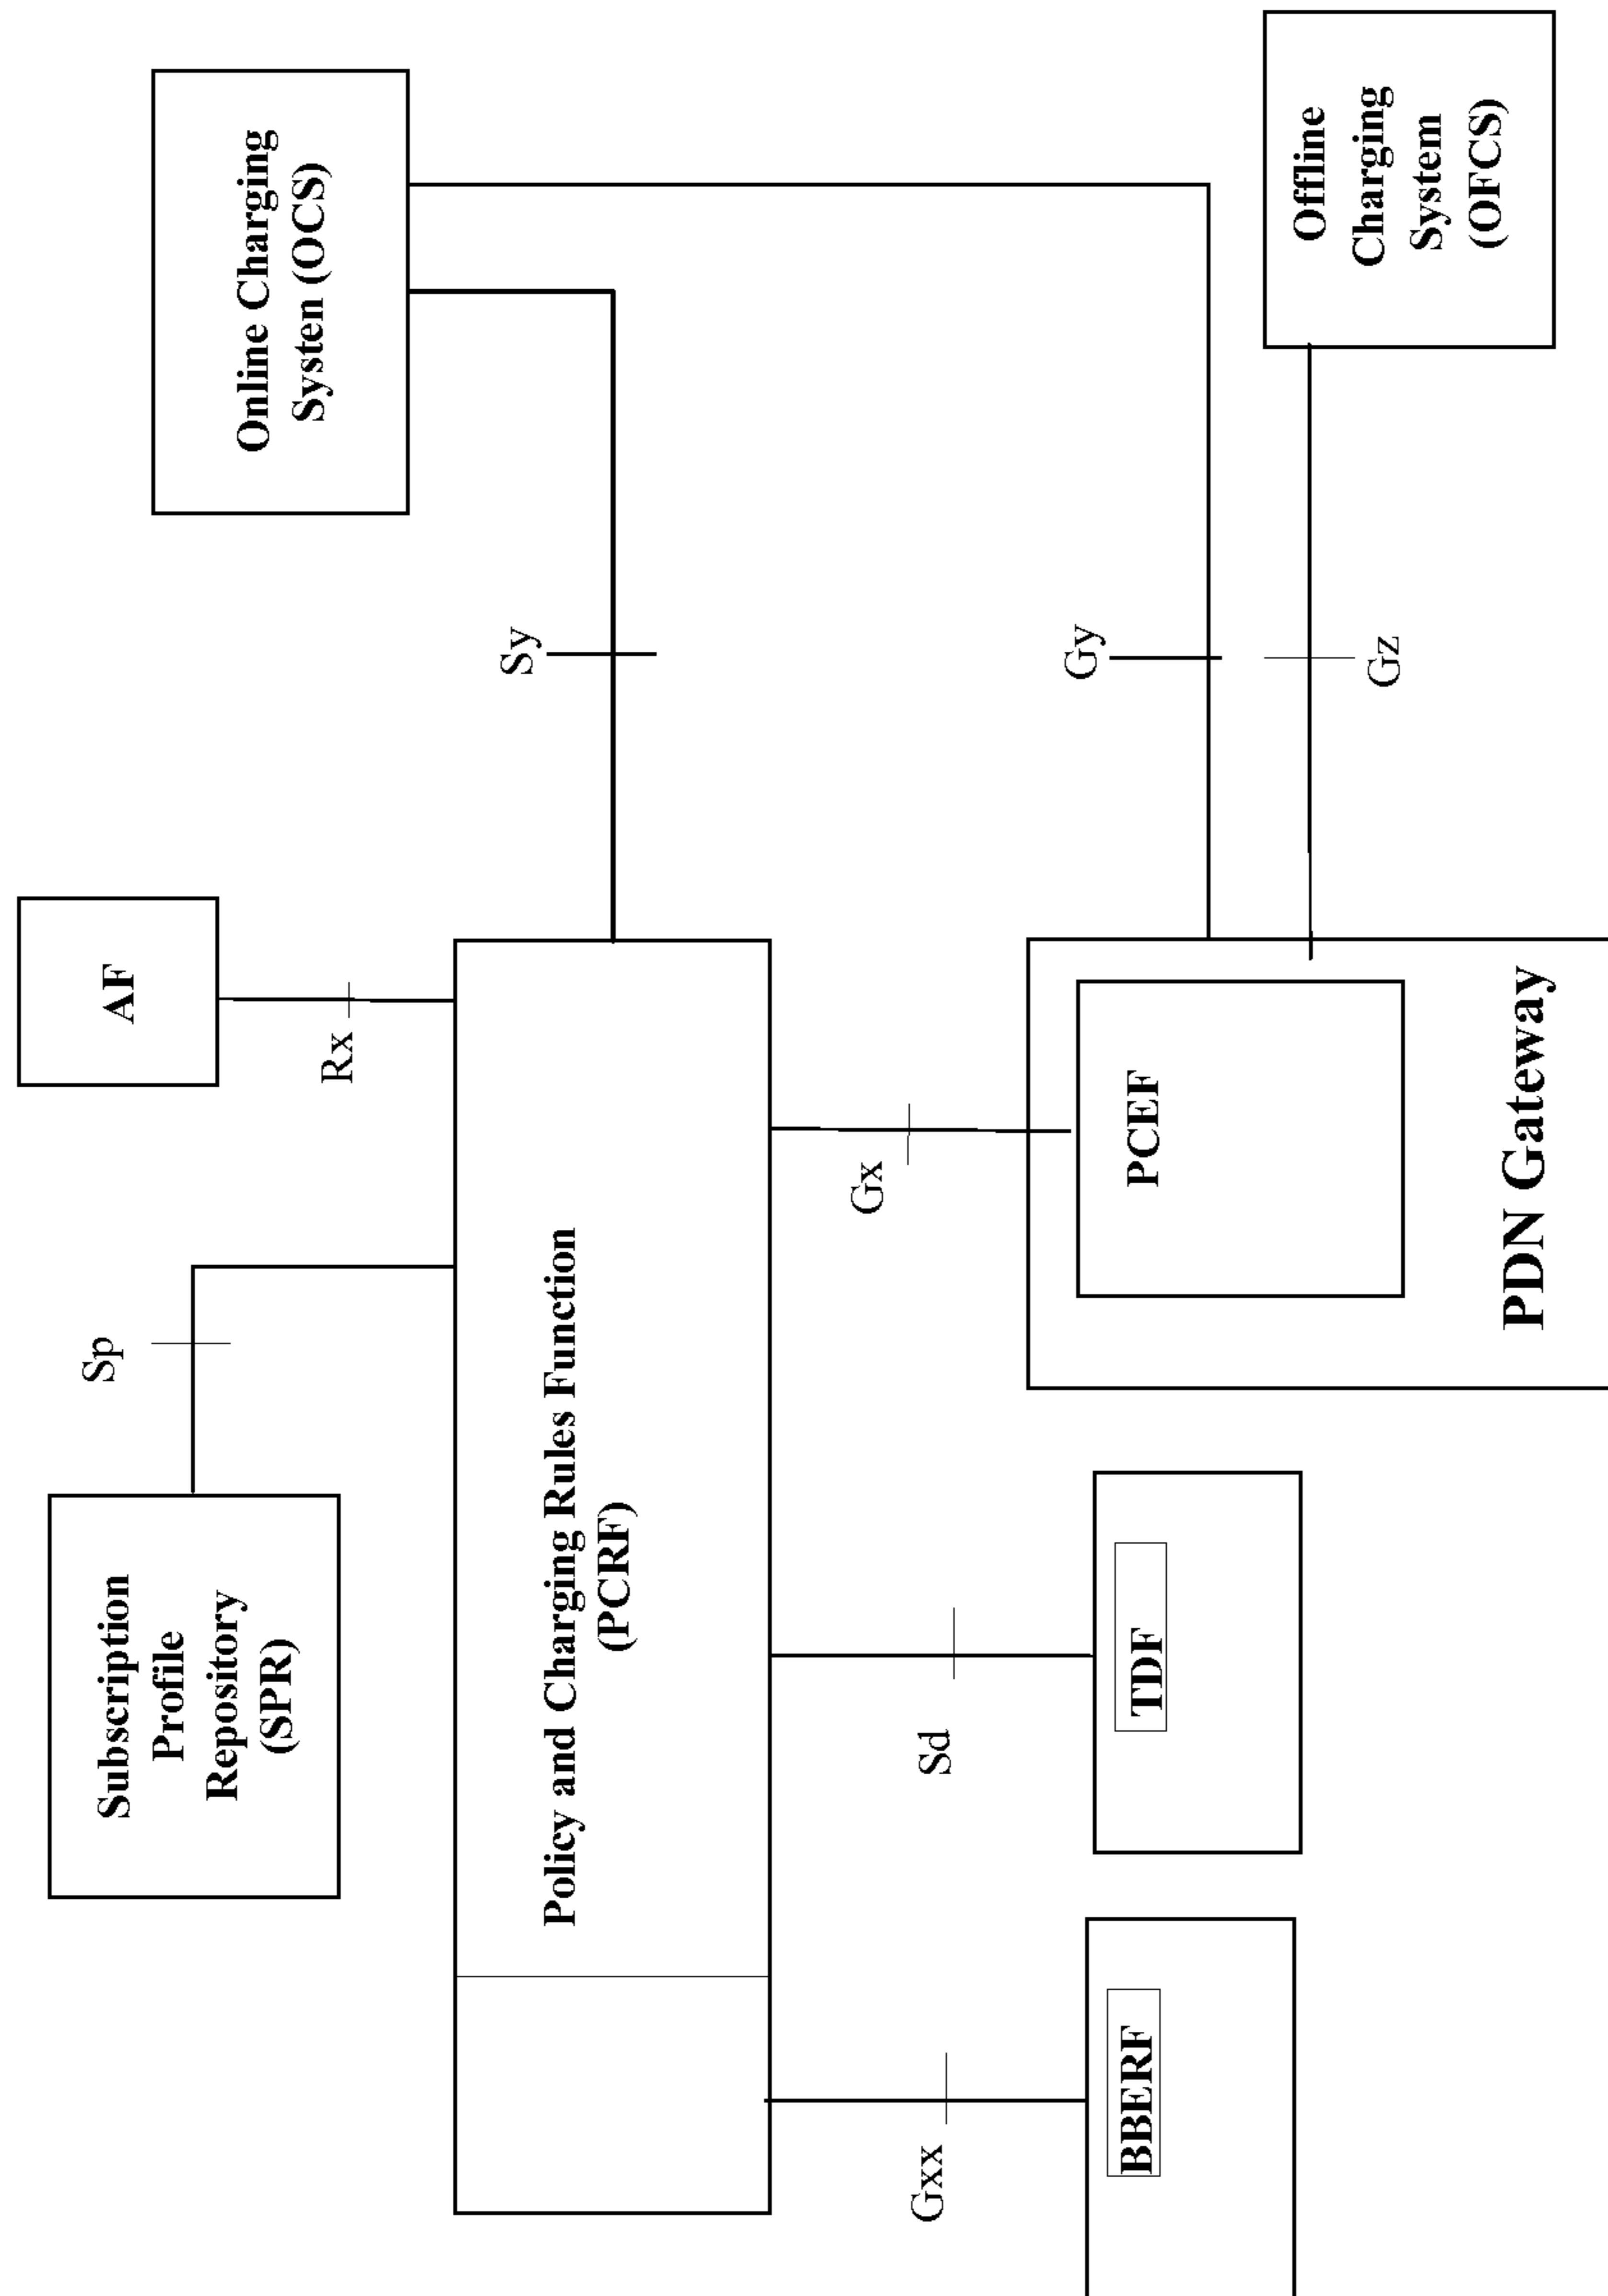 Subscription
Profile
Repository
(SPR)
Sp
AF
Rx
Online Charging
Systen (OCS)
Sy
Policy and Charging Rules Function
(PCRF)
Gxx
Sd
Gx
Gy
BBERF
TDF
PCEF
PDN Gateway
Gz
Offline
Charging
System
(OFCS)